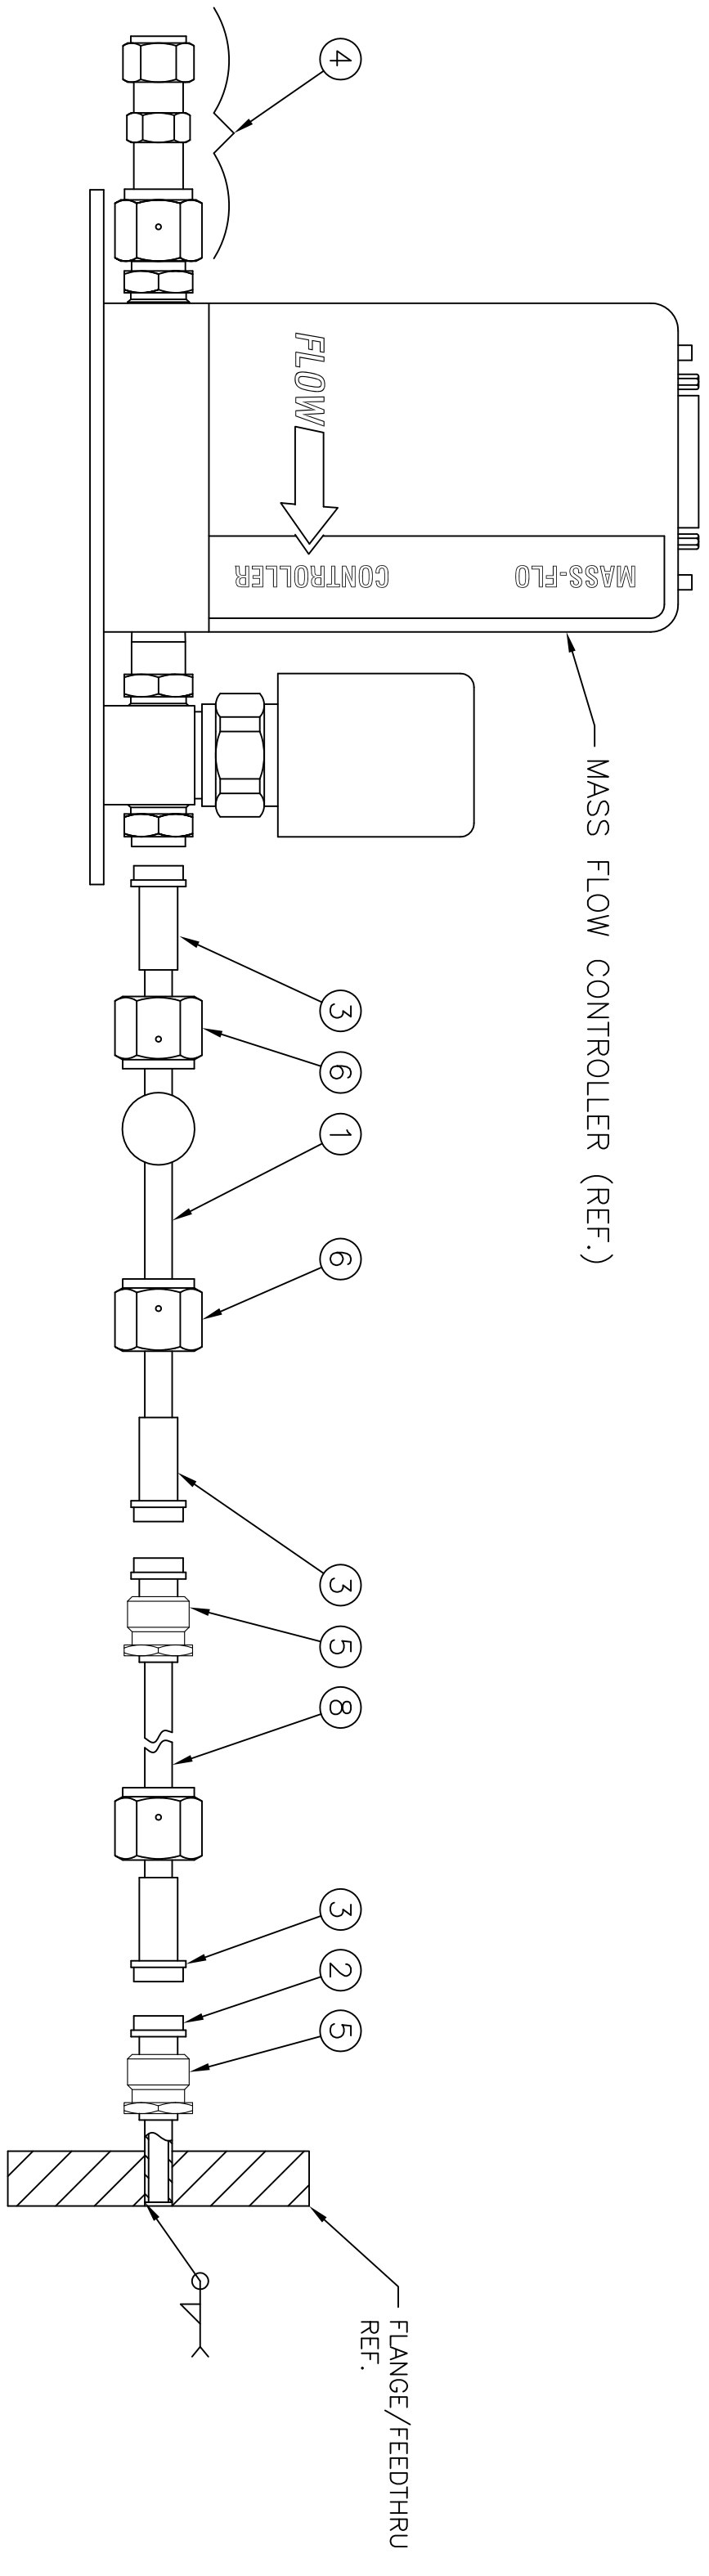 4
FLOW
MASS-FLO
CONTROLLER
MASS FLOW CONTROLLER (REF.)
3
6
1
6
3
5
8
3
2
5
FLANGE/FEEDTHRU
REF.